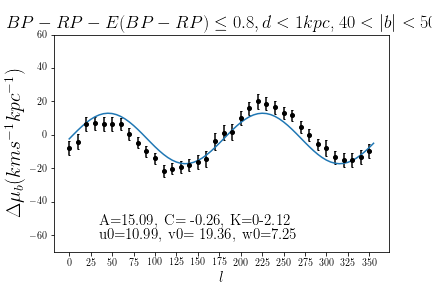 BP − RP − E(BP − RP) ≤ 0.8, d < 1kpc, 40 < |b| < 50
Δμ_b(kms⁻¹kpc⁻¹)
60
40
20
0
−20
−40
−60
A=15.09, C= -0.26, K=0-2.12
u0=10.99, v0= 19.36, w0=7.25
0 25 50 75 100 125 150 175 200 225 250 275 300 325 350
l